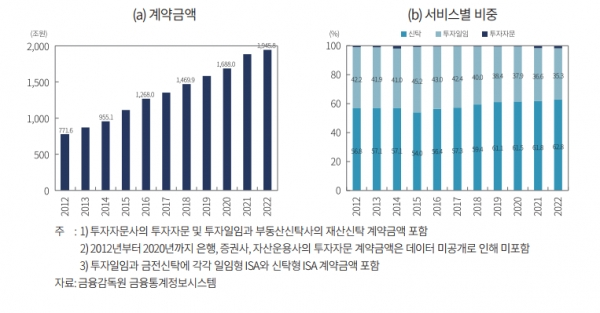 (a) 계약금액
(조원)
2,000
1,500
1,000
500
0
771.6
955.1
1,268.0
1,469.9
1,688.0
2012 2013 2014 2015 2016 2017 2018 2019 2020 2021 2022
(b) 서비스별 비중
(%)
신탁 투자일임 투자자문
100
80
60
40
20
0
42.2 41.9 41.0 45.2 43.0 42.4 40.0 38.4 37.9 36.6 35.3
56.8 57.1 57.1 54.0 56.4 57.3 59.4 61.1 61.5 61.8 62.8
2012 2013 2014 2015 2016 2017 2018 2019 2020 2021 2022
주 : 1) 투자자문사의 투자자문 및 투자일임과 부동산신탁사의 재산신탁 계약금액 포함
2) 2012년부터 2020년까지 은행, 증권사, 자산운용사의 투자자문 계약금액은 데이터 미공개로 인해 미포함
3) 투자일임과 금전신탁에 각각 일임형 ISA와 신탁형 ISA 계약금액 포함
자료: 금융감독원 금융통계정보시스템